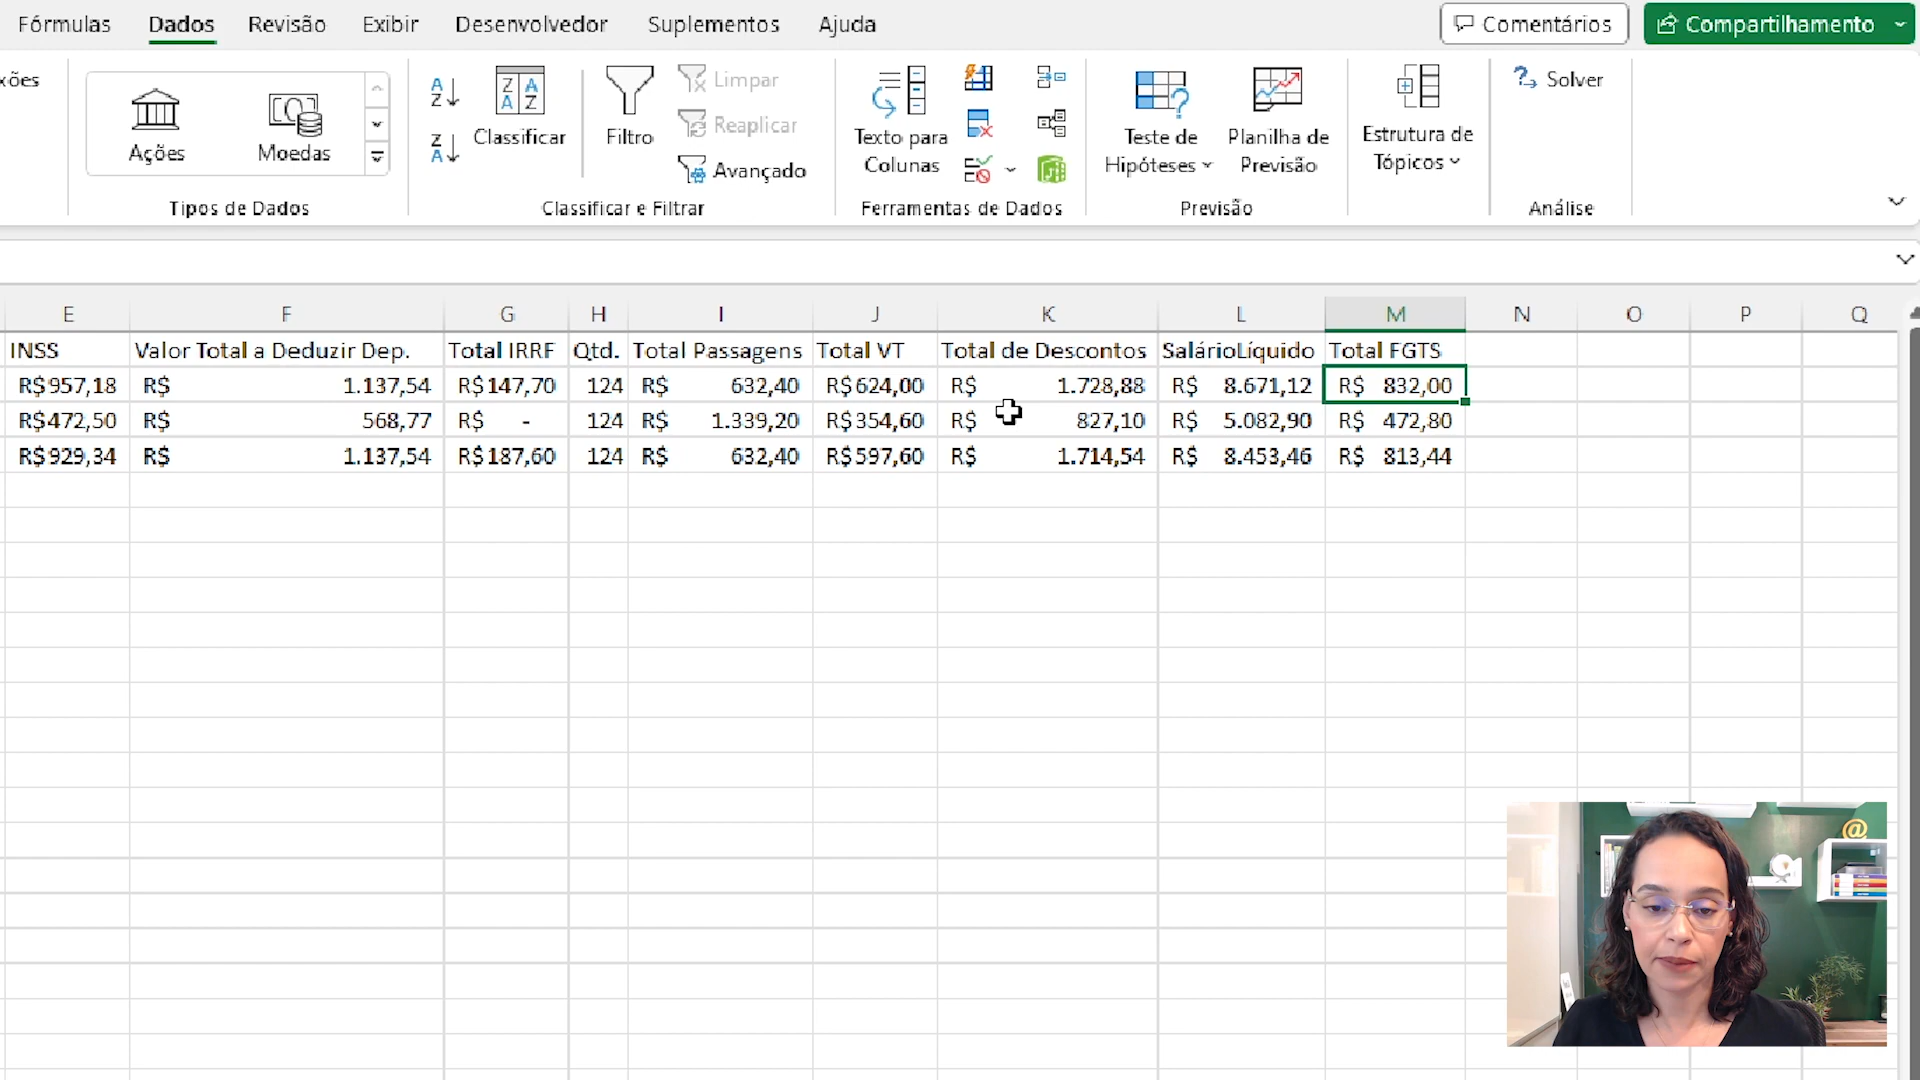 Fórmulas Dados Revisão Exibir Desenvolvedor Suplementos Ajuda Comentários Compartilhamento
xões Ações Moedas Classificar Filtro Limpar Reaplicar Avançado Texto para Colunas Teste de Hipóteses Planilha de Previsão Estrutura de Tópicos Solver
Tipos de Dados Classificar e Filtrar Ferramentas de Dados Previsão Análise
E F G H I J K L M N O P Q
INSS Valor Total a Deduzir Dep. Total IRRF Qtd. Total Passagens Total VT Total de Descontos SalárioLíquido Total FGTS
R$957,18 R$ 1.137,54 R$147,70 124 R$ 632,40 R$624,00 R$ 1.728,88 R$ 8.671,12 R$ 832,00
R$472,50 R$ 568,77 R$ - 124 R$ 1.339,20 R$354,60 R$ 827,10 R$ 5.082,90 R$ 472,80
R$929,34 R$ 1.137,54 R$187,60 124 R$ 632,40 R$597,60 R$ 1.714,54 R$ 8.453,46 R$ 813,44
@